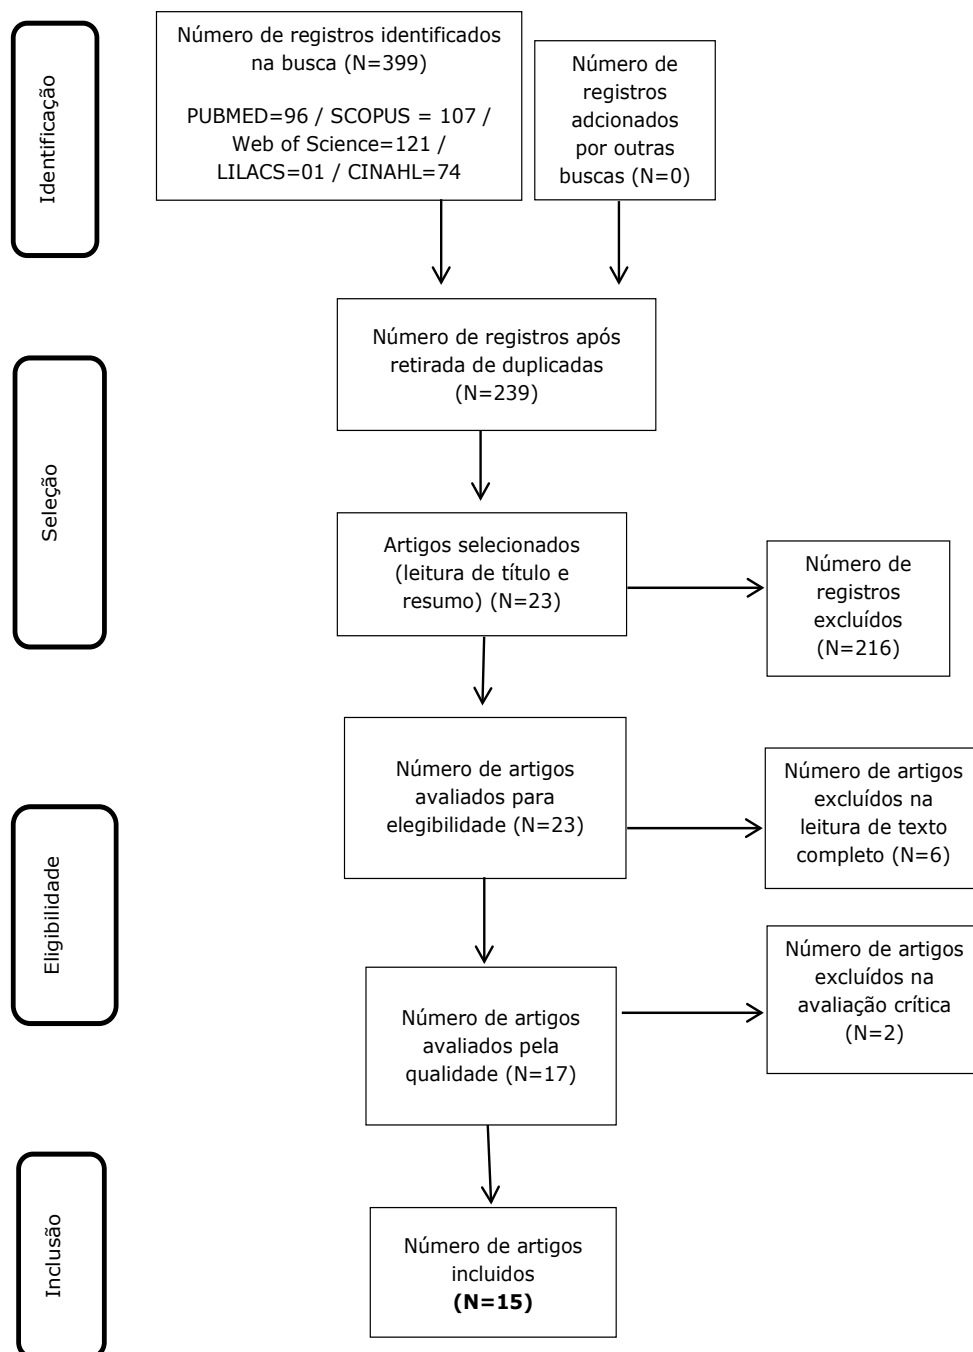 Identificação
Número de registros identificados
na busca (N=399)
PUBMED=96 / SCOPUS = 107 /
Web of Science=121 /
LILACS=01 / CINAHL=74
Número de
registros
adcionados
por outras
buscas (N=0)
Número de registros após
retirada de duplicadas
(N=239)
Seleção
Artigos selecionados
(leitura de título e
resumo) (N=23)
Número de
registros
excluídos
(N=216)
Número de artigos
avaliados para
elegibilidade (N=23)
Número de artigos
excluídos na
leitura de texto
completo (N=6)
Eligibilidade
Número de artigos
avaliados pela
qualidade (N=17)
Número de artigos
excluídos na
avaliação crítica
(N=2)
Inclusão
Número de artigos
incluidos
(N=15)